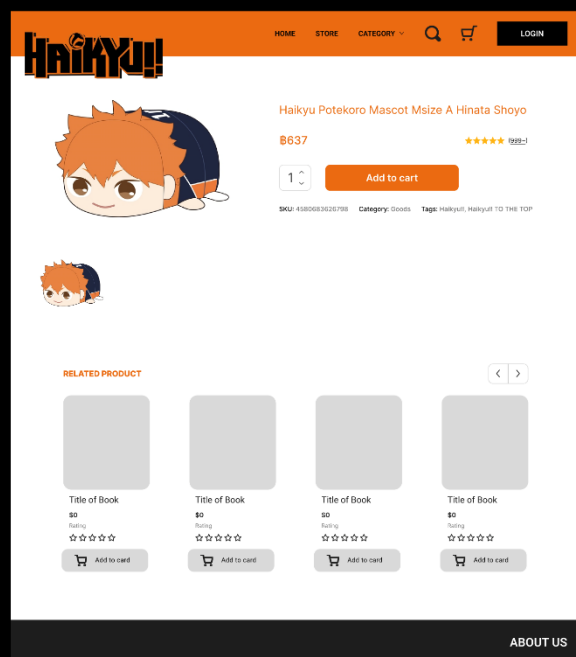 HAIKYU!!
HOME STORE CATEGORY LOGIN
Haikyu Potekoro Mascot Msize A Hinata Shoyo
฿637
(999+)
1 Add to cart
SKU: 4580683620798 Category: Goods Tags: Haikyu!!, Haikyu!! TO THE TOP
RELATED PRODUCT
Title of Book Title of Book Title of Book Title of Book
$0 $0 $0 $0
Rating Rating Rating Rating
Add to card Add to card Add to card Add to card
ABOUT US